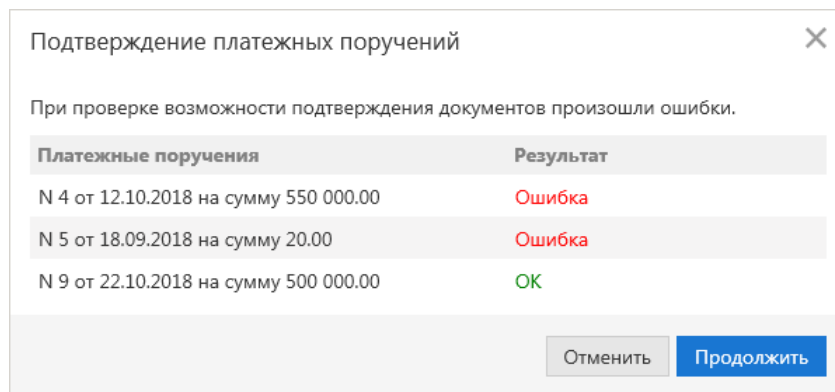 Подтверждение платежных поручений
При проверке возможности подтверждения документов произошли ошибки.
Платежные поручения Результат
N 4 от 12.10.2018 на сумму 550 000.00 Ошибка
N 5 от 18.09.2018 на сумму 20.00 Ошибка
N 9 от 22.10.2018 на сумму 500 000.00 OK
Отменить Продолжить